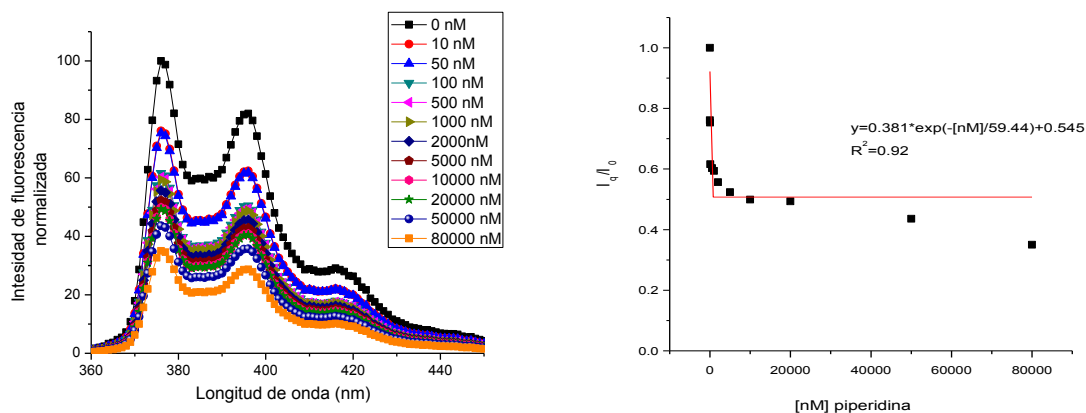 Intesidad de fluorescencia
normalizada
100
80
60
40
20
0
360
380
400
420
440
Longitud de onda (nm)
0 nM
10 nM
50 nM
100 nM
500 nM
1000 nM
2000nM
5000 nM
10000 nM
20000 nM
50000 nM
80000 nM
I_q/I_0
1.0
0.8
0.6
0.4
0.2
0.0
y=0.381*exp(-[nM]/59.44)+0.545
R²=0.92
0
20000
40000
60000
80000
[nM] piperidina